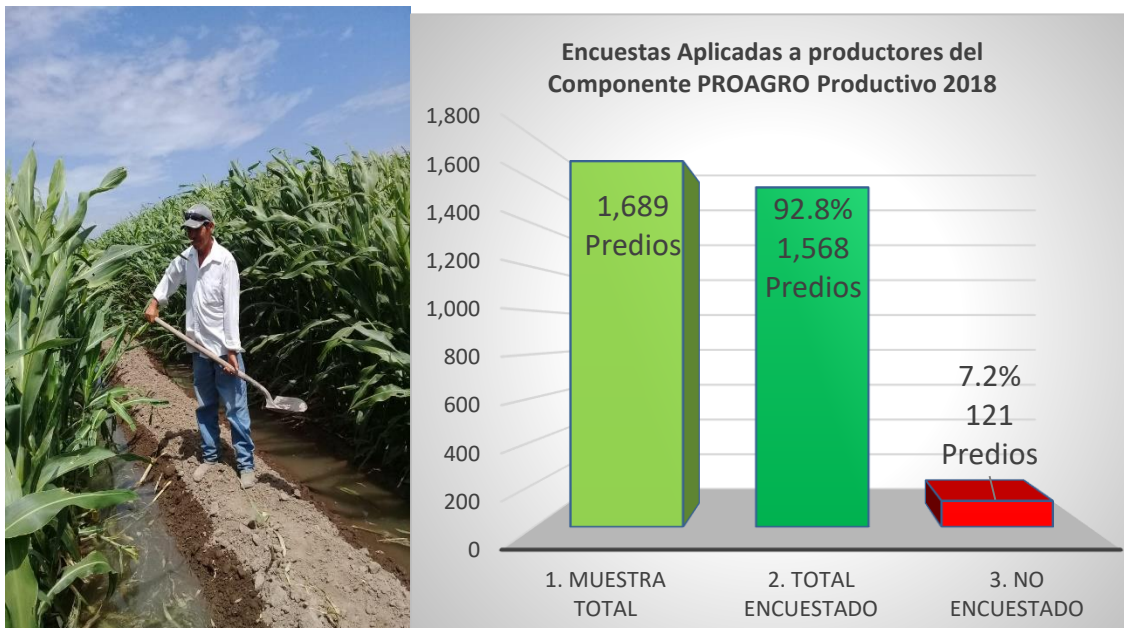 Encuestas Aplicadas a productores del
Componente PROAGRO Productivo 2018
1,800
1,600
1,400
1,200
1,000
800
600
400
200
0
1,689
Predios
92.8%
1,568
Predios
7.2%
121
Predios
1. MUESTRA
TOTAL
2. TOTAL
ENCUESTADO
3. NO
ENCUESTADO